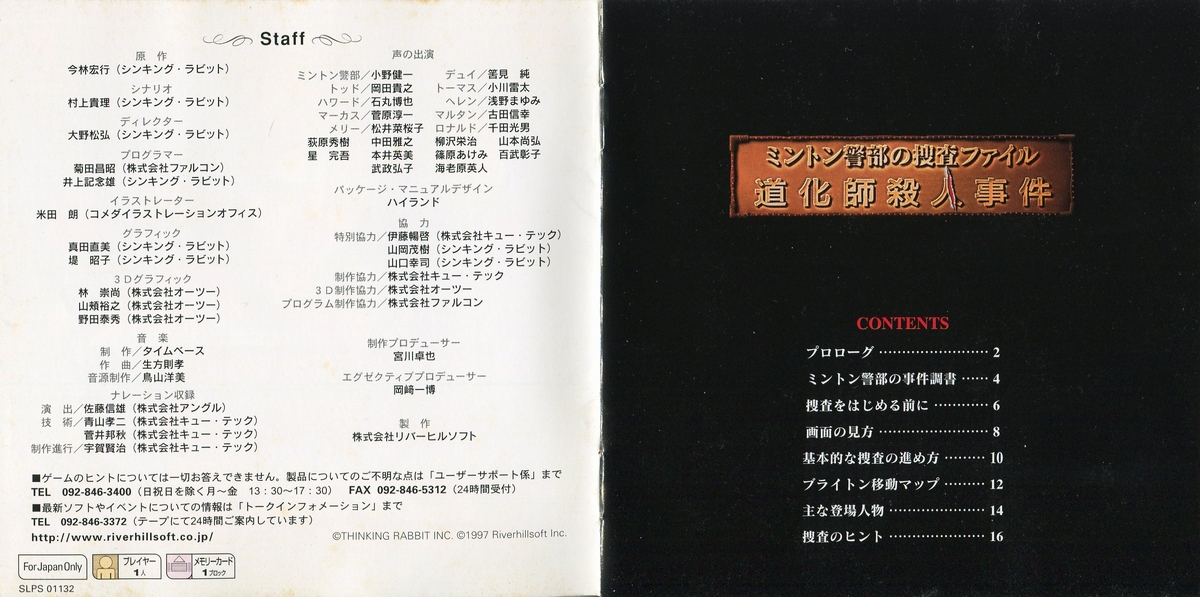 Staff
原　作
今林宏行（シンキング・ラビット）
シナリオ
村上貴理（シンキング・ラビット）
ディレクター
大野松弘（シンキング・ラビット）
プログラマー
菊田昌昭（株式会社ファルコン）
井上記念雄（シンキング・ラビット）
イラストレーター
米田　朗（コメダイラストレーションオフィス）
グラフィック
真田直美（シンキング・ラビット）
堤　昭子（シンキング・ラビット）
３Ｄグラフィック
林　崇尚（株式会社オーツー）
山頬裕之（株式会社オーツー）
野田泰秀（株式会社オーツー）
音　楽
制　作／タイムベース
作　曲／生方則孝
音源制作／鳥山洋美
ナレーション収録
演　出／佐藤信雄（株式会社アングル）
技　術／青山孝二（株式会社キュー・テック）
菅井邦秋（株式会社キュー・テック）
制作進行／宇賀賢治（株式会社キュー・テック）
声の出演
ミントン警部／小野健一　デュイ／筈見　純
トッド／岡田貴之　トーマス／小川雷太
ハワード／石丸博也　ヘレン／浅野まゆみ
マーカス／菅原淳一　マルタン／古田信幸
メリー／松井菜桜子　ロナルド／千田光男
荻原秀樹　中田雅之　柳沢栄治　山本尚弘
星　完吾　本井英美　篠原あけみ　百武彰子
武政弘子　海老原英人
パッケージ・マニュアルデザイン
ハイランド
協　力
特別協力／伊藤暢啓（株式会社キュー・テック）
山岡茂樹（シンキング・ラビット）
山口幸司（シンキング・ラビット）
制作協力／株式会社キュー・テック
３Ｄ制作協力／株式会社オーツー
プログラム制作協力／株式会社ファルコン
制作プロデューサー
宮川卓也
エグゼクティブプロデューサー
岡﨑一博
製　作
株式会社リバーヒルソフト
■ゲームのヒントについては一切お答えできません。製品についてのご不明な点は「ユーザーサポート係」まで
TEL 092-846-3400（日祝日を除く月〜金　13：30〜17：30）　FAX 092-846-5312（24時間受付）
■最新ソフトやイベントについての情報は「トークインフォメーション」まで
TEL 092-846-3372（テープにて24時間ご案内しています）
http://www.riverhillsoft.co.jp/
©THINKING RABBIT INC. ©1997 Riverhillsoft Inc.
For Japan Only
プレイヤー
1人
メモリーカード
1ブロック
SLPS 01132
ミントン警部の捜査ファイル
道化師殺人事件
CONTENTS
プロローグ ……………………… 2
ミントン警部の事件調書 …… 4
捜査をはじめる前に ………… 6
画面の見方 ……………………… 8
基本的な捜査の進め方 ……… 10
ブライトン移動マップ ……… 12
主な登場人物 ………………… 14
捜査のヒント ………………… 16